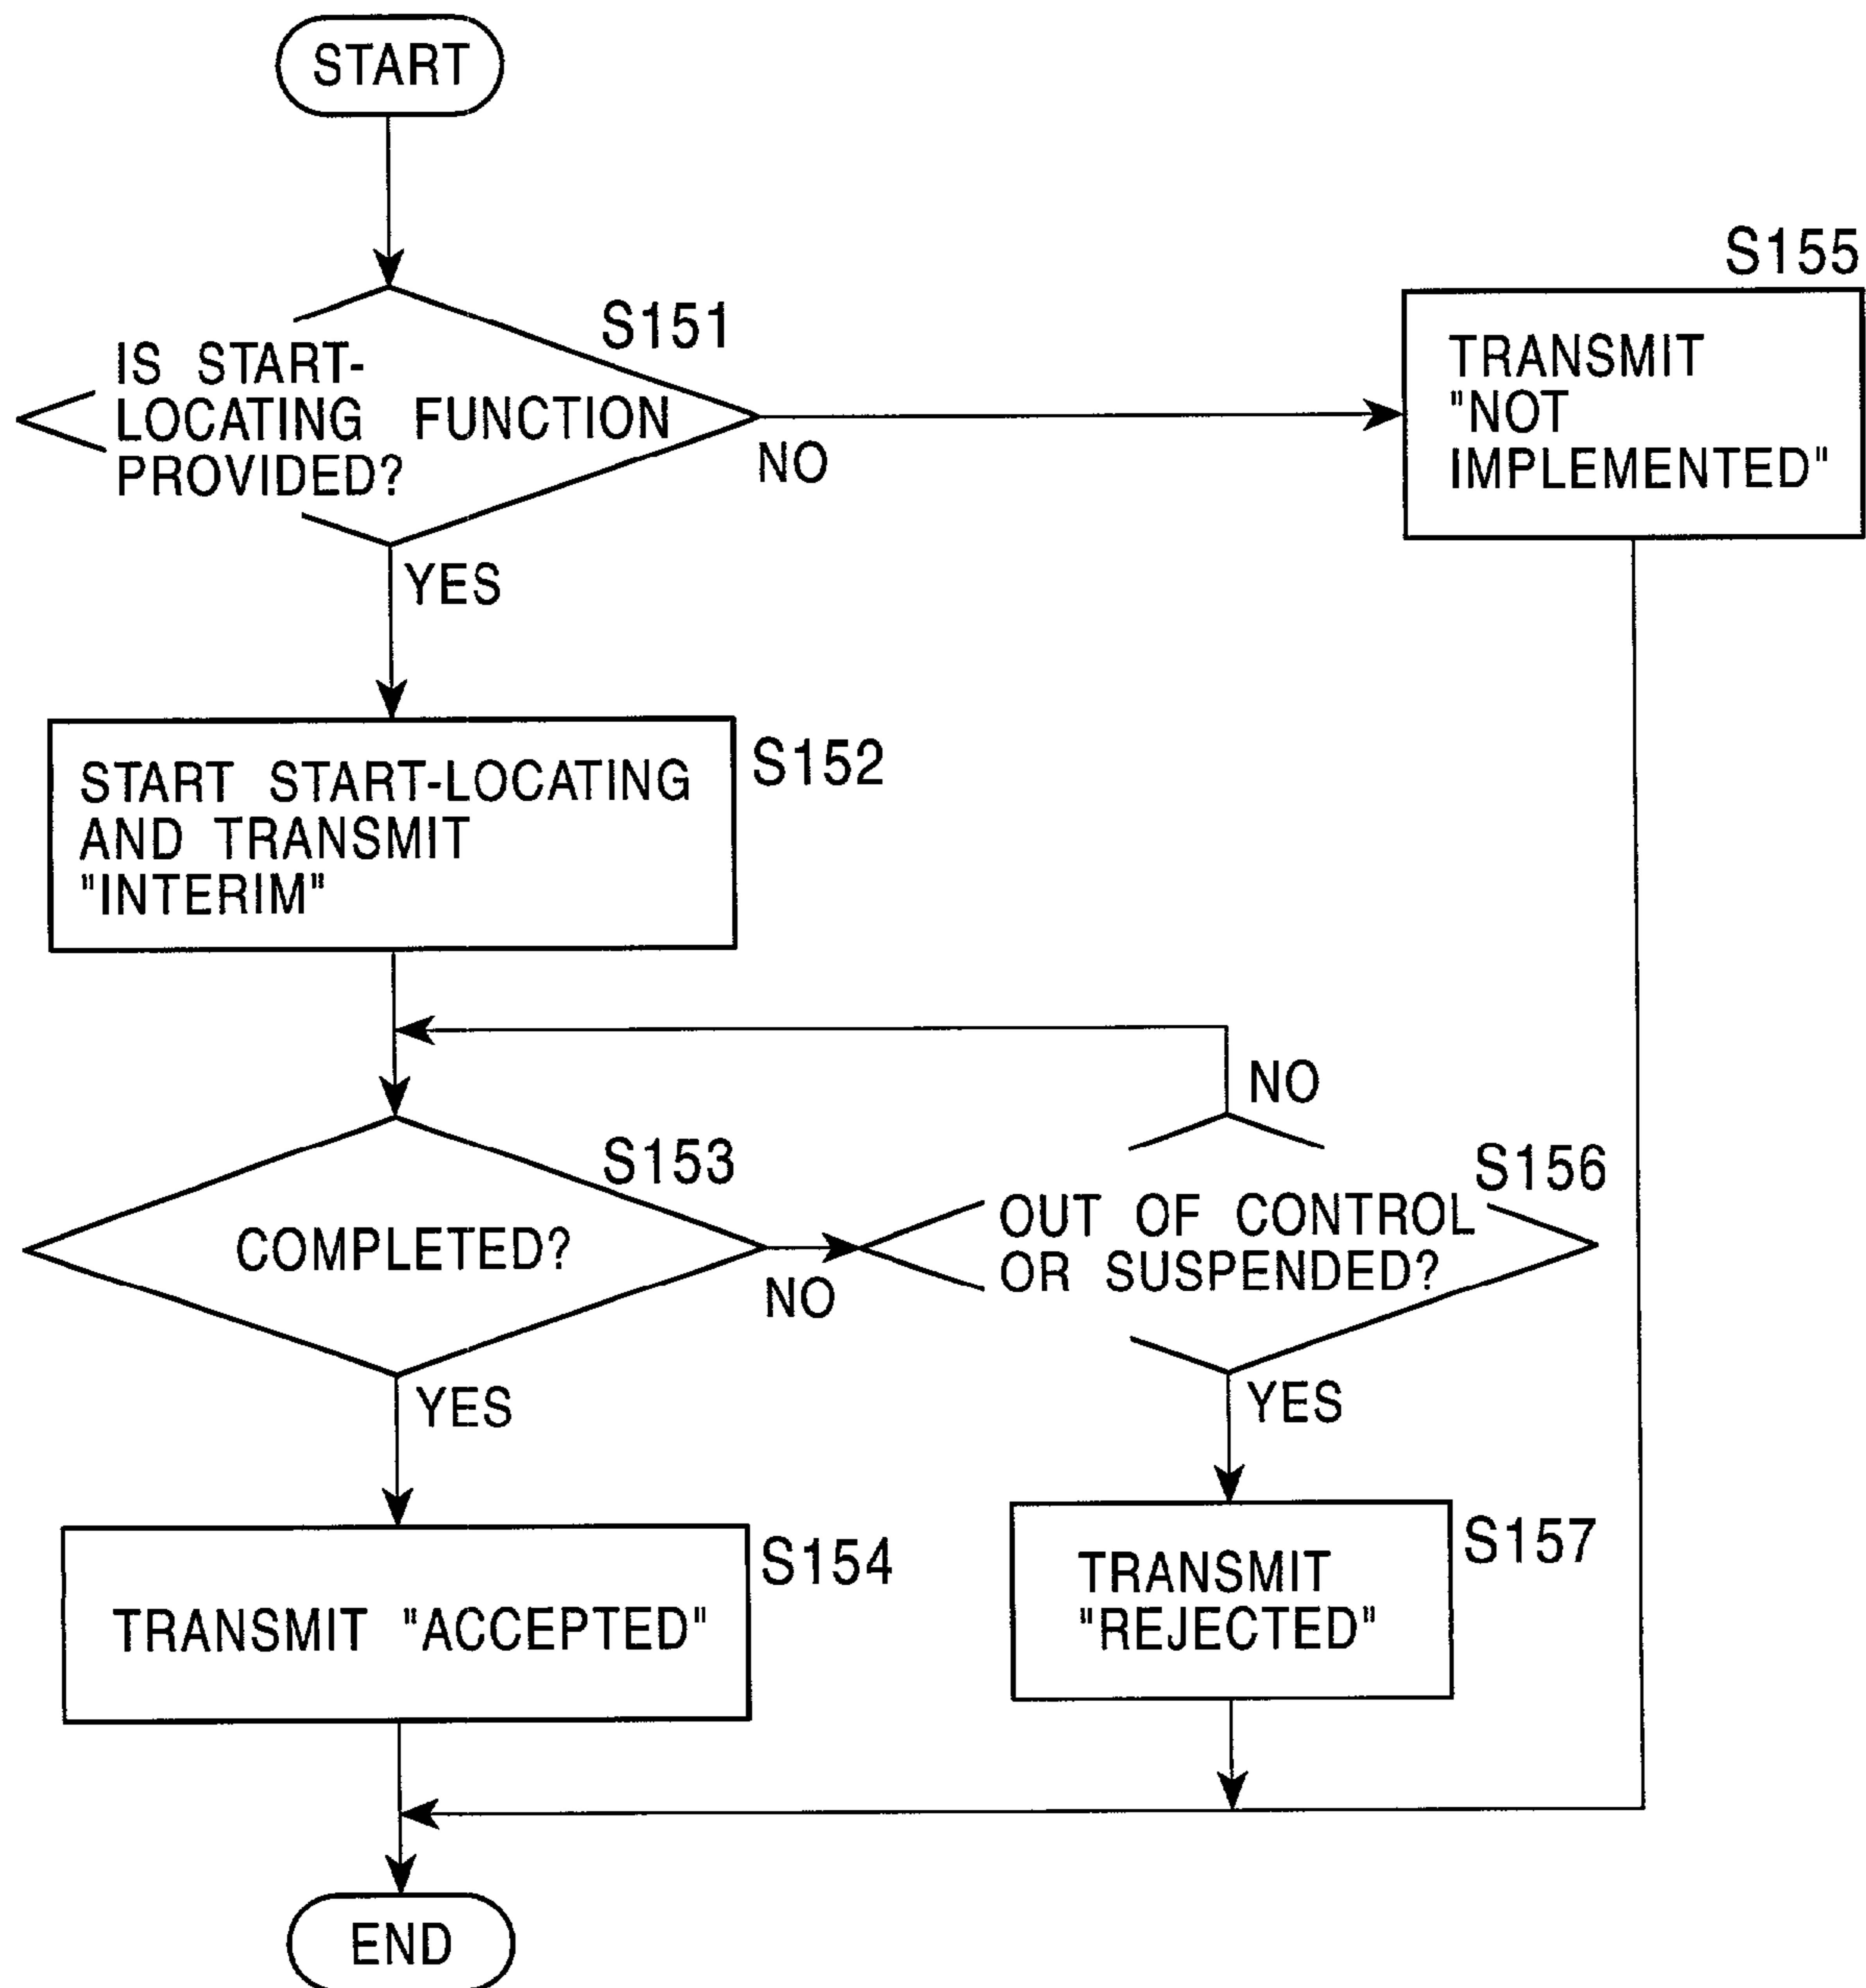 START
S151
IS START-
LOCATING FUNCTION
PROVIDED?
NO
YES
S155
TRANSMIT
"NOT
IMPLEMENTED"
S152
START START-LOCATING
AND TRANSMIT
"INTERIM"
S153
COMPLETED?
NO
YES
NO
S156
OUT OF CONTROL
OR SUSPENDED?
YES
S154
TRANSMIT "ACCEPTED"
S157
TRANSMIT
"REJECTED"
END